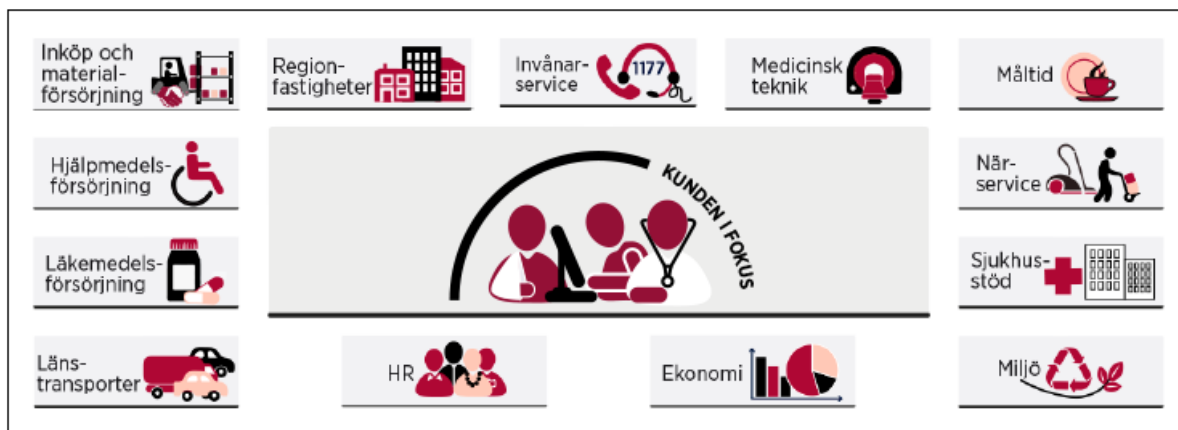 Inköp och
material-
försörjning
Region-
fastigheter
Invånar-
service
1177
Medicinsk
teknik
Måltid
Hjälpmedels-
försörjning
KUNDEN I FOKUS
När-
service
Läkemedels-
försörjning
Sjukhus-
stöd
Läns-
transporter
HR
Ekonomi
Miljö